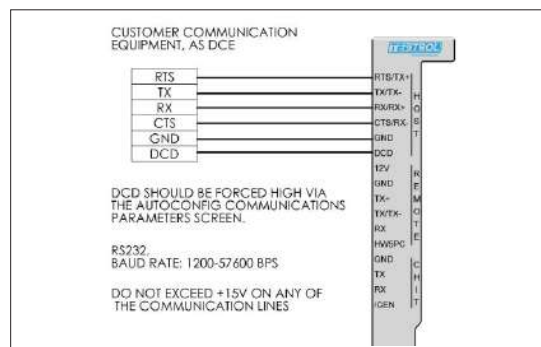 CUSTOMER COMMUNICATION
EQUIPMENT, AS DCE
RTS
TX
RX
CTS
GND
DCD
DCD SHOULD BE FORCED HIGH VIA
THE AUTOCONFIG COMMUNICATIONS
PARAMETERS SCREEN.
RS232,
BAUD RATE: 1200-57600 BPS
DO NOT EXCEED +15V ON ANY OF
THE COMMUNICATION LINES
RTS/TX+
TX/TX-
RX/RX+
CTS/RX-
GND
DCD
12V
GND
TX+
TX/TX-
RX
HWSPC
GND
TX
RX
/GEN
HOST
REMOTE
CHIT